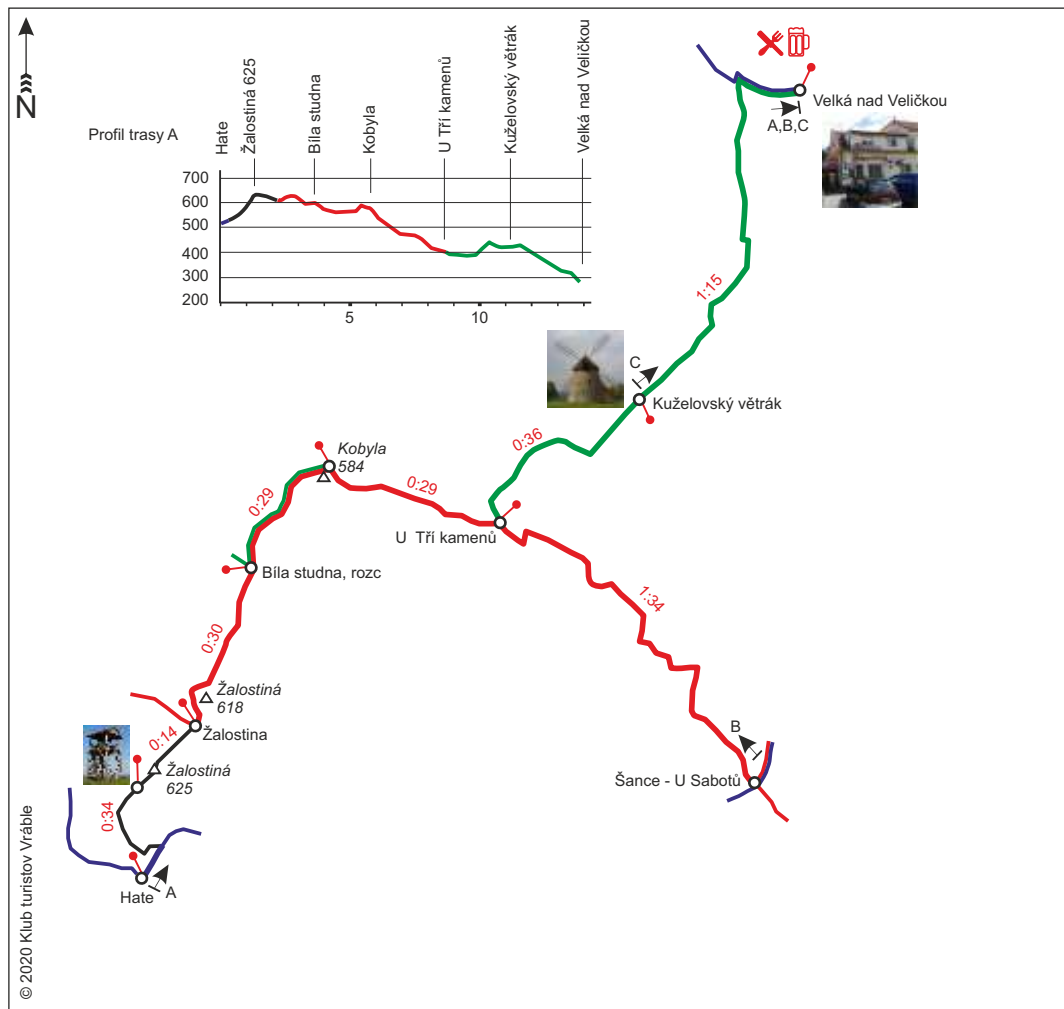 N
Profil trasy A
Hate
Žalostiná 625
Bíla studna
Kobyla
U Tří kamenů
Kuželovský větrák
Velká nad Veličkou
700
600
500
400
300
200
5
10
Velká nad Veličkou
A,B,C
1:15
C
Kuželovský větrák
0:36
Kobyla
584
0:29
0:29
U Tří kamenů
Bíla studna, rozc
1:34
0:30
Žalostiná
618
Žalostina
0:14
Žalostiná
625
B
Šance - U Sabotů
0:34
Hate
A
© 2020 Klub turistov Vráble